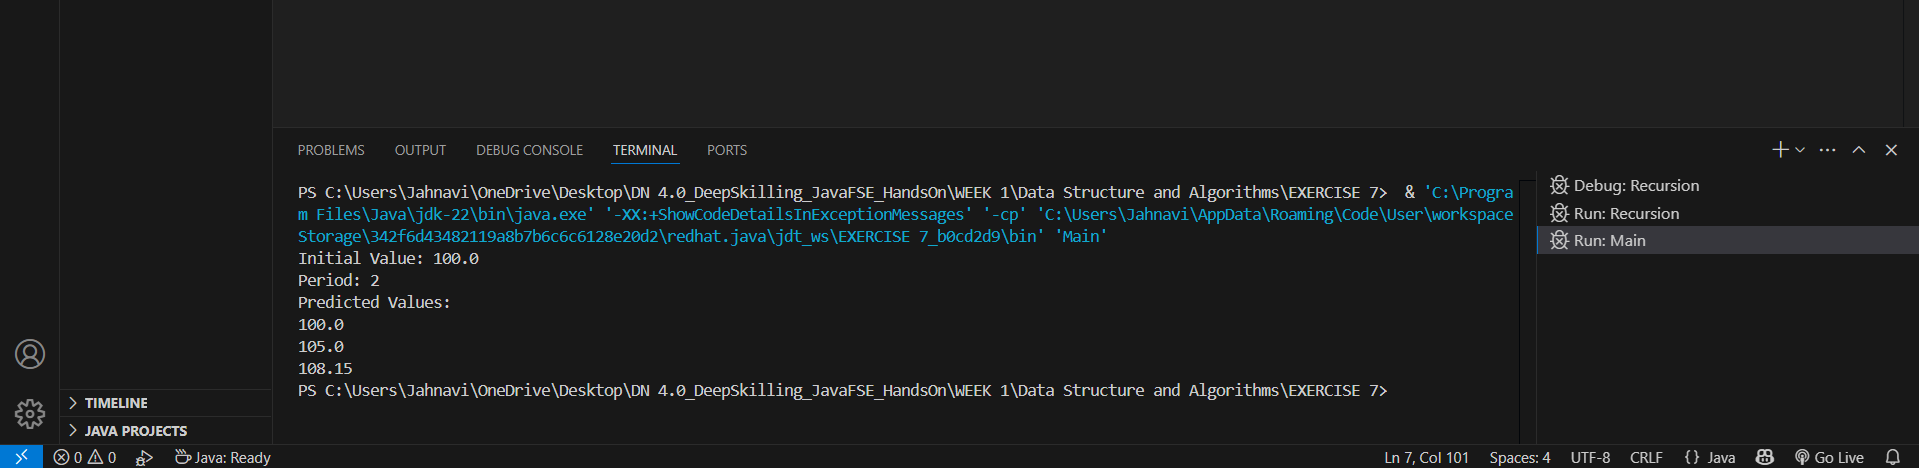 PROBLEMS OUTPUT DEBUG CONSOLE TERMINAL PORTS
PS C:\Users\Jahnavi\OneDrive\Desktop\DN 4.0_DeepSkilling_JavaFSE_HandsOn\WEEK 1\Data Structure and Algorithms\EXERCISE 7>  & 'C:\Progra
m Files\Java\jdk-22\bin\java.exe' '-XX:+ShowCodeDetailsInExceptionMessages' '-cp' 'C:\Users\Jahnavi\AppData\Roaming\Code\User\workspace
Storage\342f6d43482119a8b7b6c6c6128e20d2\redhat.java\jdt_ws\EXERCISE 7_b0cd2d9\bin' 'Main'
Initial Value: 100.0
Period: 2
Predicted Values:
100.0
105.0
108.15
PS C:\Users\Jahnavi\OneDrive\Desktop\DN 4.0_DeepSkilling_JavaFSE_HandsOn\WEEK 1\Data Structure and Algorithms\EXERCISE 7>
Debug: Recursion
Run: Recursion
Run: Main
TIMELINE
JAVA PROJECTS
0 0 Java: Ready Ln 7, Col 101 Spaces: 4 UTF-8 CRLF {} Java Go Live